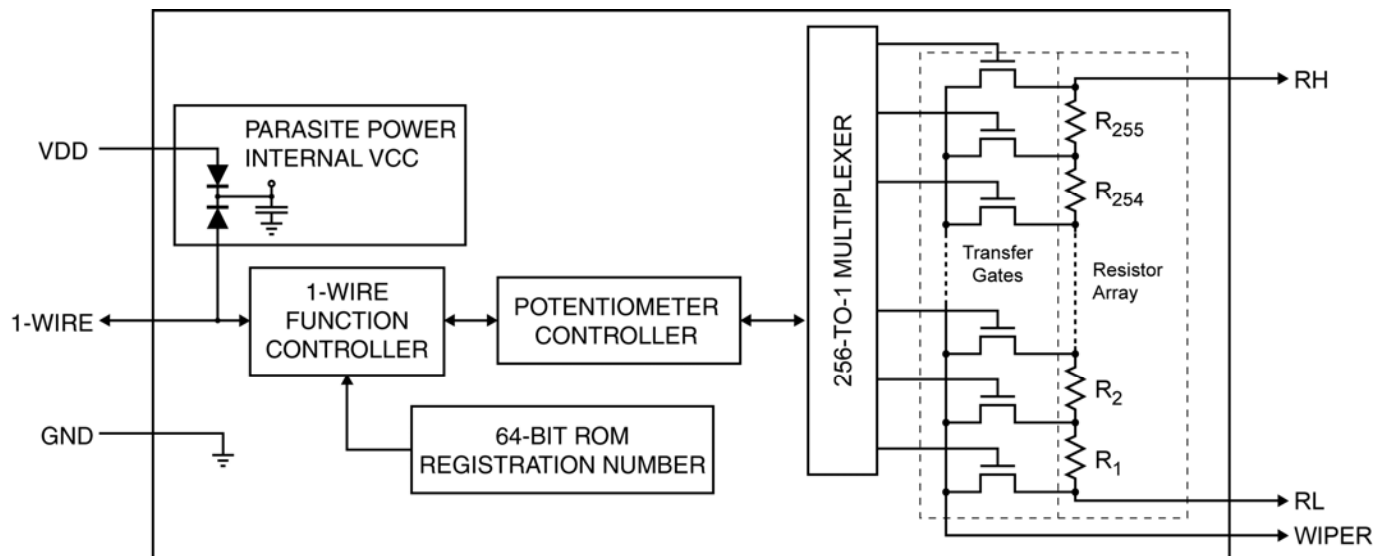 PARASITE POWER
INTERNAL VCC
VDD
1-WIRE
1-WIRE
FUNCTION
CONTROLLER
POTENTIOMETER
CONTROLLER
GND
64-BIT ROM
REGISTRATION NUMBER
256-TO-1 MULTIPLEXER
Transfer
Gates
Resistor
Array
R255
R254
R2
R1
RH
RL
WIPER